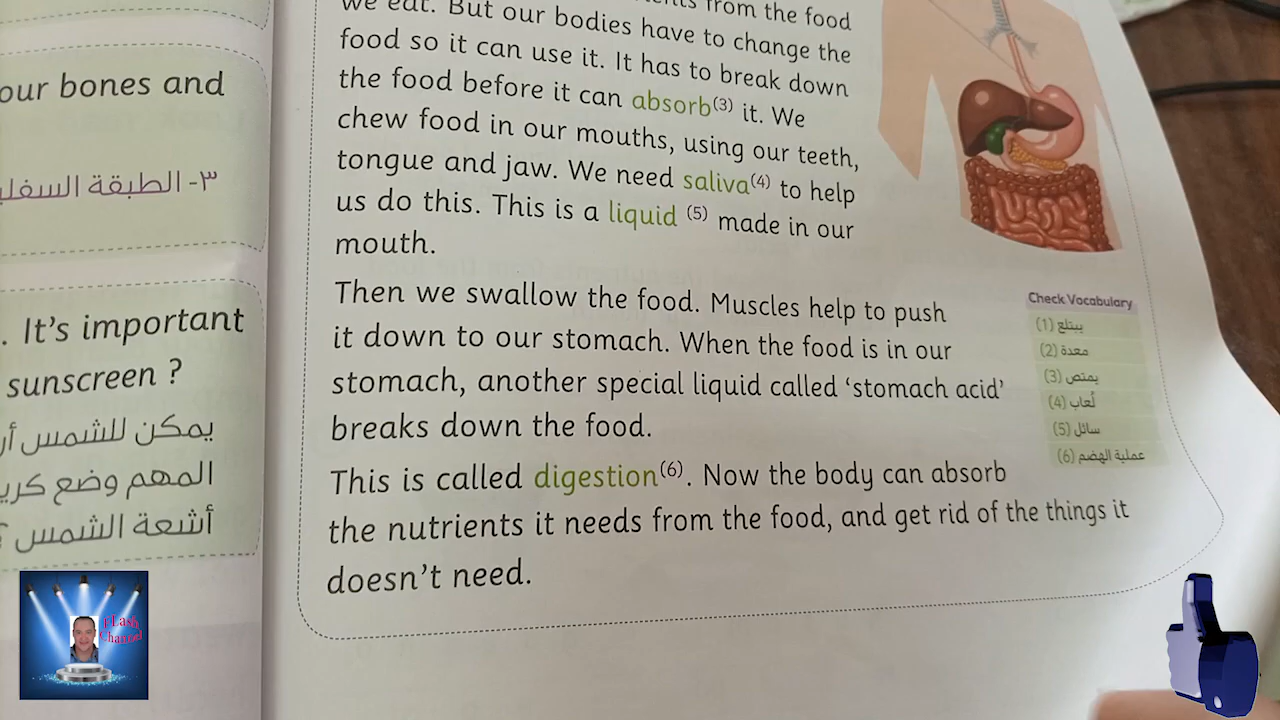 our bones and
٣- الطبقة
. It's important
sunscreen ?
يمكن للشمس
المهم وضع
أشعة الشمس ؟
from the food
we eat. But our bodies have to change the
food so it can use it. It has to break down
the food before it can absorb(3) it. We
chew food in our mouths, using our teeth,
tongue and jaw. We need saliva(4) to help
us do this. This is a liquid (5) made in our
mouth.
Then we swallow the food. Muscles help to push
it down to our stomach. When the food is in our
stomach, another special liquid called ‘stomach acid’
breaks down the food.
This is called digestion(6). Now the body can absorb
the nutrients it needs from the food, and get rid of the things it
doesn't need.
Check Vocabulary
(1) يبتلع
(2) معدة
(3) يمتص
(4) لُعاب
(5) سائل
(6) عملية الهضم
FLash
Channel